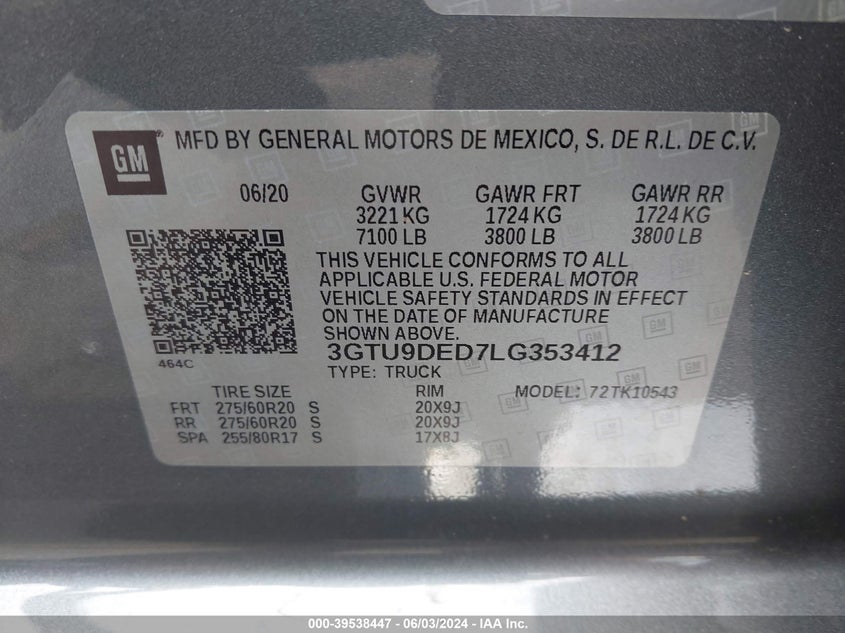 GM
MFD BY GENERAL MOTORS DE MEXICO, S. DE R.L. DE C.V.
06/20 GVWR GAWR FRT GAWR RR
3221 KG 1724 KG 1724 KG
7100 LB 3800 LB 3800 LB
THIS VEHICLE CONFORMS TO ALL
APPLICABLE U.S. FEDERAL MOTOR
VEHICLE SAFETY STANDARDS IN EFFECT
ON THE DATE OF MANUFACTURE
SHOWN ABOVE.
464C
3GTU9DED7LG353412
TYPE: TRUCK
TIRE SIZE RIM MODEL: 72TK10543
FRT 275/60R20 S 20X9J
RR 275/60R20 S 20X9J
SPA 255/80R17 S 17X8J
000-39538447 - 06/03/2024 - IAA Inc.